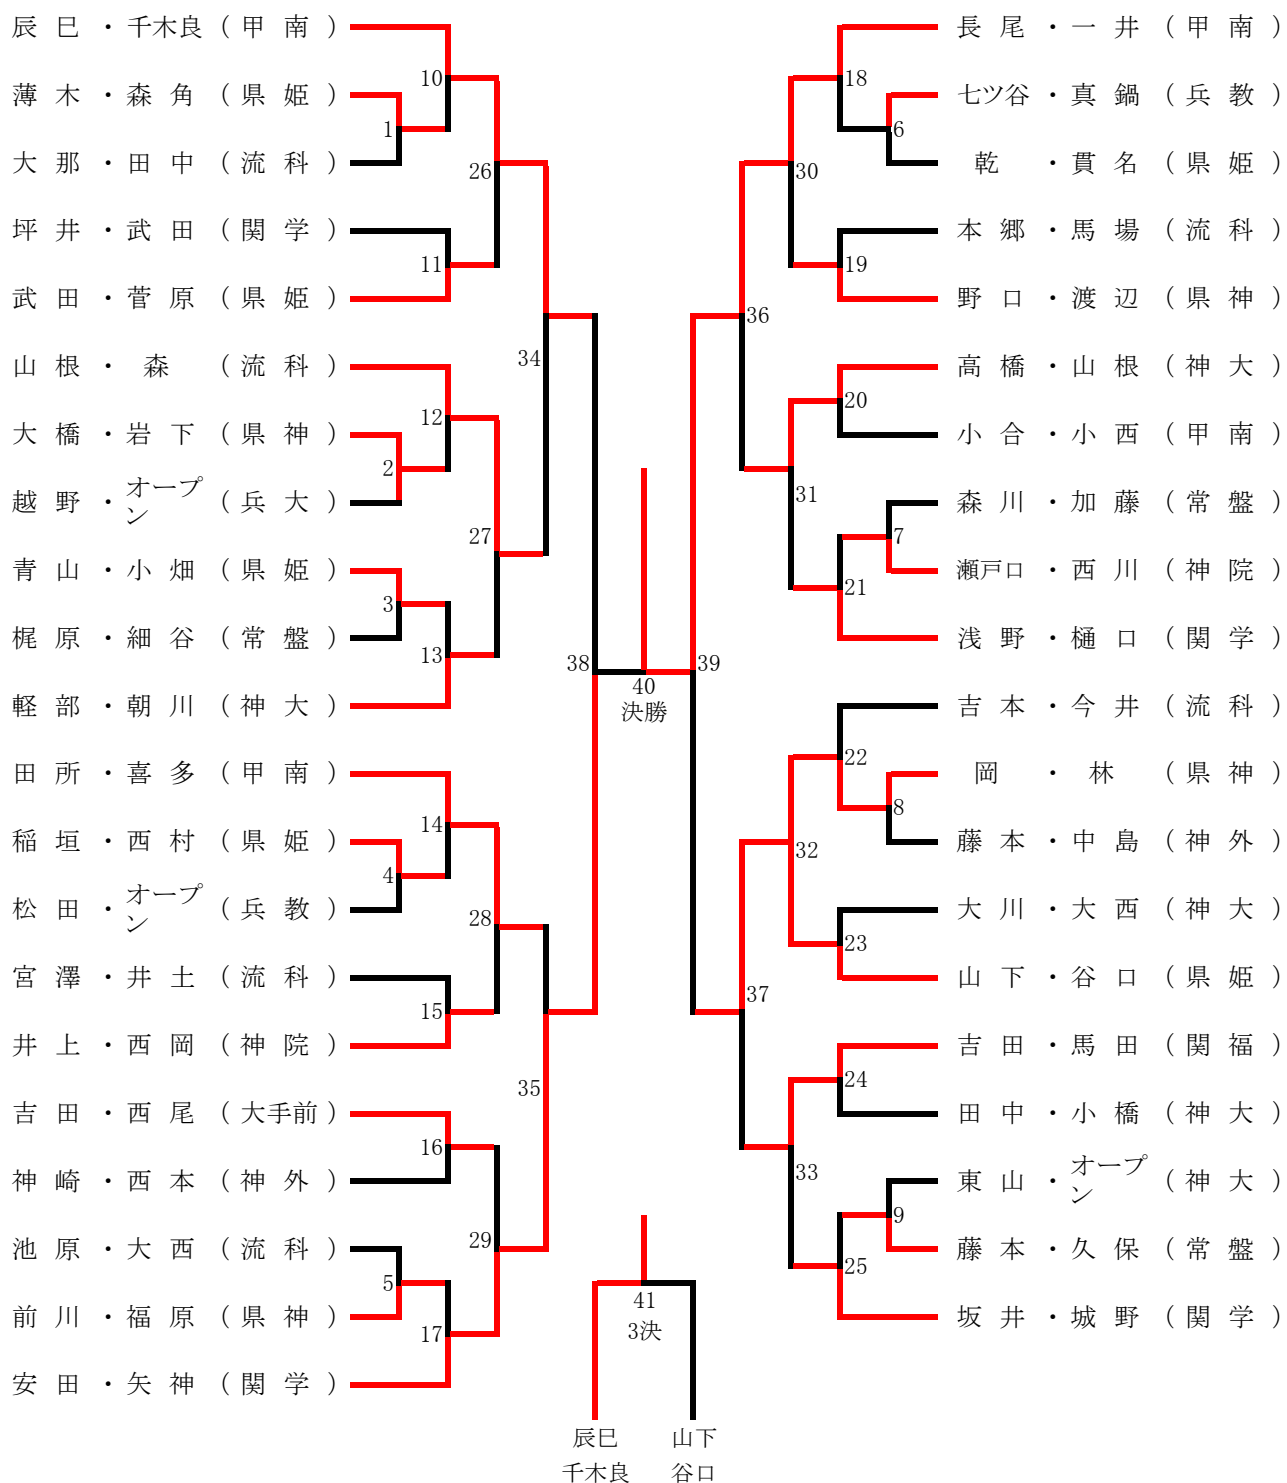 辰巳・千木良(甲南)
薄木・森角(県姫)
大那・田中(流科)
坪井・武田(関学)
武田・菅原(県姫)
山根・森(流科)
大橋・岩下(県神)
越野・オープン(兵大)
青山・小畑(県姫)
梶原・細谷(常盤)
軽部・朝川(神大)
田所・喜多(甲南)
稲垣・西村(県姫)
松田・オープン(兵教)
宮澤・井土(流科)
井上・西岡(神院)
吉田・西尾(大手前)
神崎・西本(神外)
池原・大西(流科)
前川・福原(県神)
安田・矢神(関学)
10
1
26
11
34
12
2
27
3
13
38
14
4
28
15
35
16
29
5
17
40
決勝
41
3決
辰巳
千木良
山下
谷口
39
18
6
30
19
36
20
31
7
21
22
8
32
23
37
24
33
9
25
長尾・一井(甲南)
七ツ谷・真鍋(兵教)
乾・貫名(県姫)
本郷・馬場(流科)
野口・渡辺(県神)
高橋・山根(神大)
小合・小西(甲南)
森川・加藤(常盤)
瀬戸口・西川(神院)
浅野・樋口(関学)
吉本・今井(流科)
岡・林(県神)
藤本・中島(神外)
大川・大西(神大)
山下・谷口(県姫)
吉田・馬田(関福)
田中・小橋(神大)
東山・オープン(神大)
藤本・久保(常盤)
坂井・城野(関学)